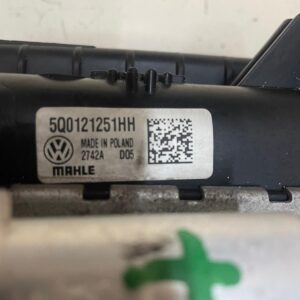 5Q0121251HH
MADE IN POLAND
2742A D05
MAHLE